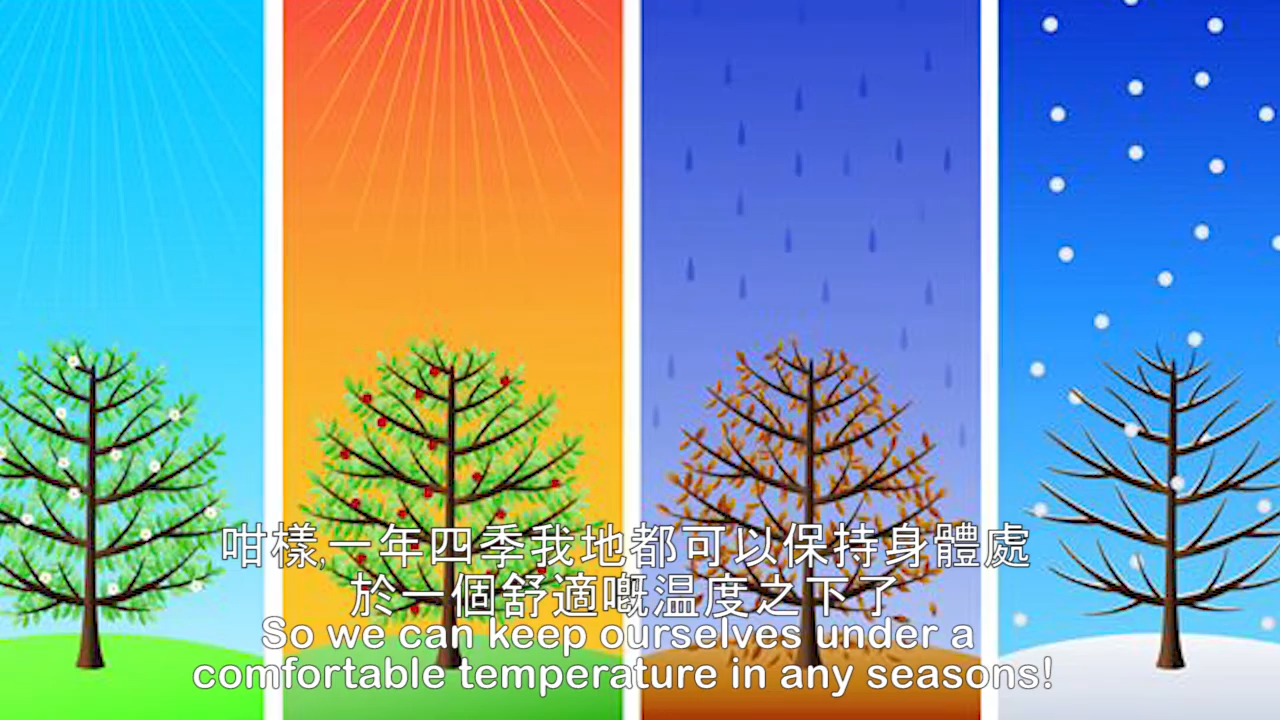 咁樣,一年四季我地都可以保持身體處
於一個舒適嘅温度之下了
So we can keep ourselves under a
comfortable temperature in any seasons!